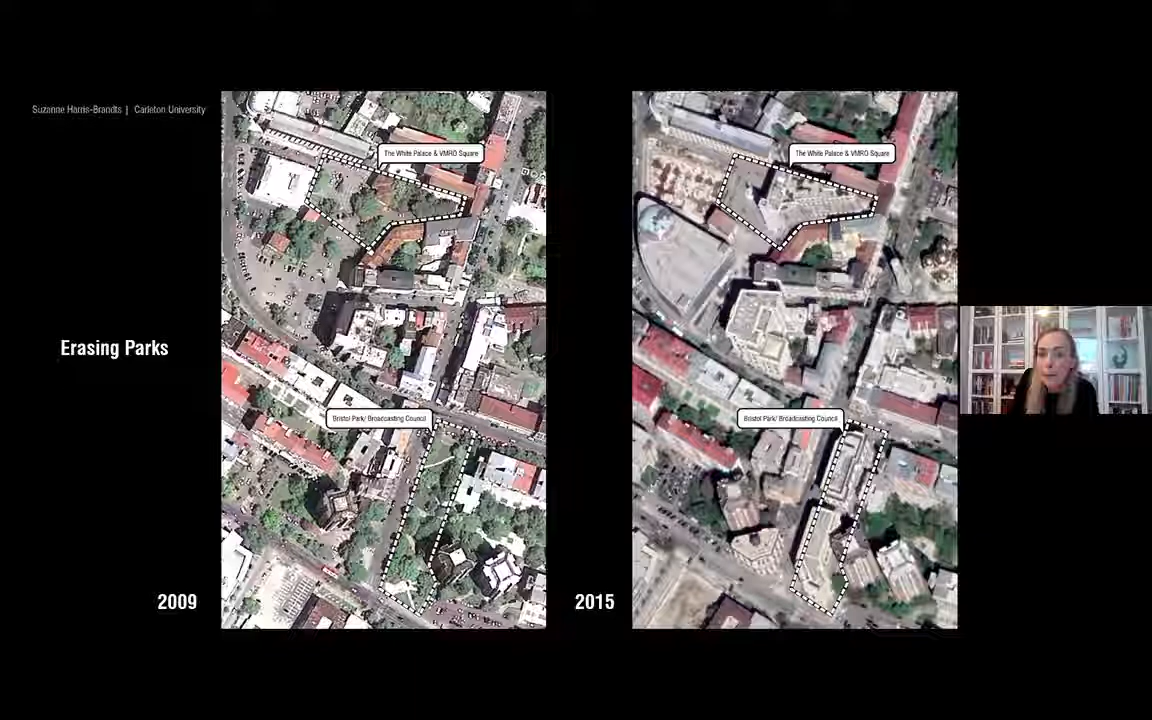 Suzanne Harris-Brandts | Carleton University
The White Palace & VMRO Square
The White Palace & VMRO Square
Erasing Parks
Bristol Park/ Broadcasting Council
Bristol Park/ Broadcasting Council
2009
2015